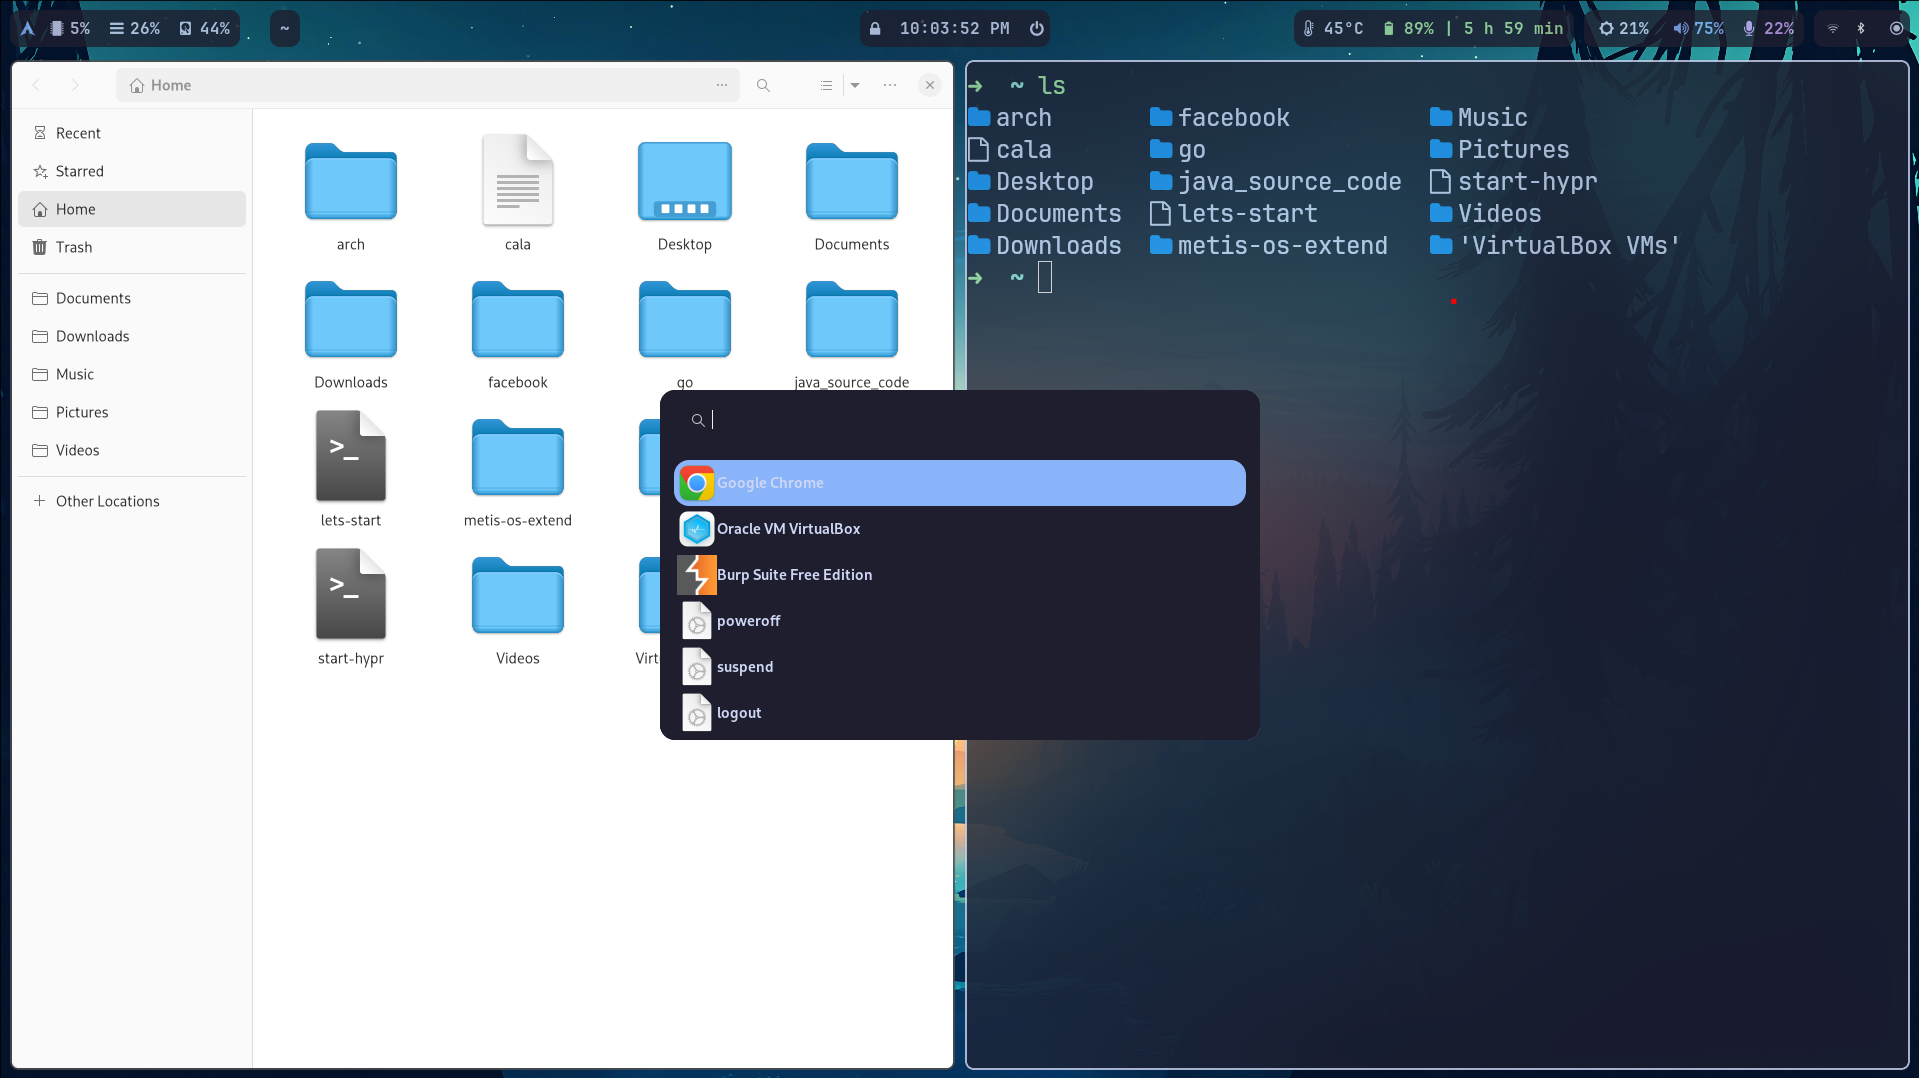 5% 26% 44% ~ 10:03:52 PM 45°C 89% | 5 h 59 min 21% 75% 22%
Home
Recent
Starred
Home
Trash
Documents
Downloads
Music
Pictures
Videos
Other Locations
arch cala Desktop Documents
Downloads facebook go java_source_code
lets-start metis-os-extend
start-hypr Videos Virt
>_
>_
Google Chrome
Oracle VM VirtualBox
Burp Suite Free Edition
poweroff
suspend
logout
➜ ~ ls
arch facebook Music
cala go Pictures
Desktop java_source_code start-hypr
Documents lets-start Videos
Downloads metis-os-extend 'VirtualBox VMs'
➜ ~